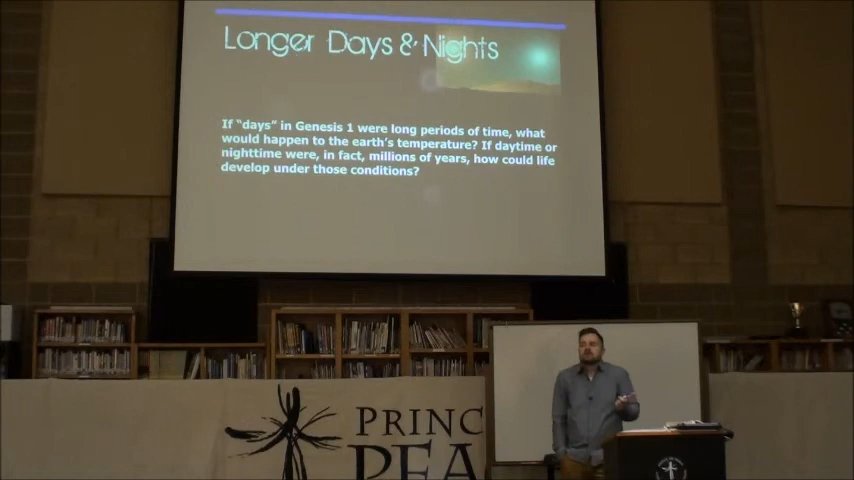 Longer Days & Nights
If “days” in Genesis 1 were long periods of time, what
would happen to the earth’s temperature? If daytime or
nighttime were, in fact, millions of years, how could life
develop under those conditions?
PRINC
PEA